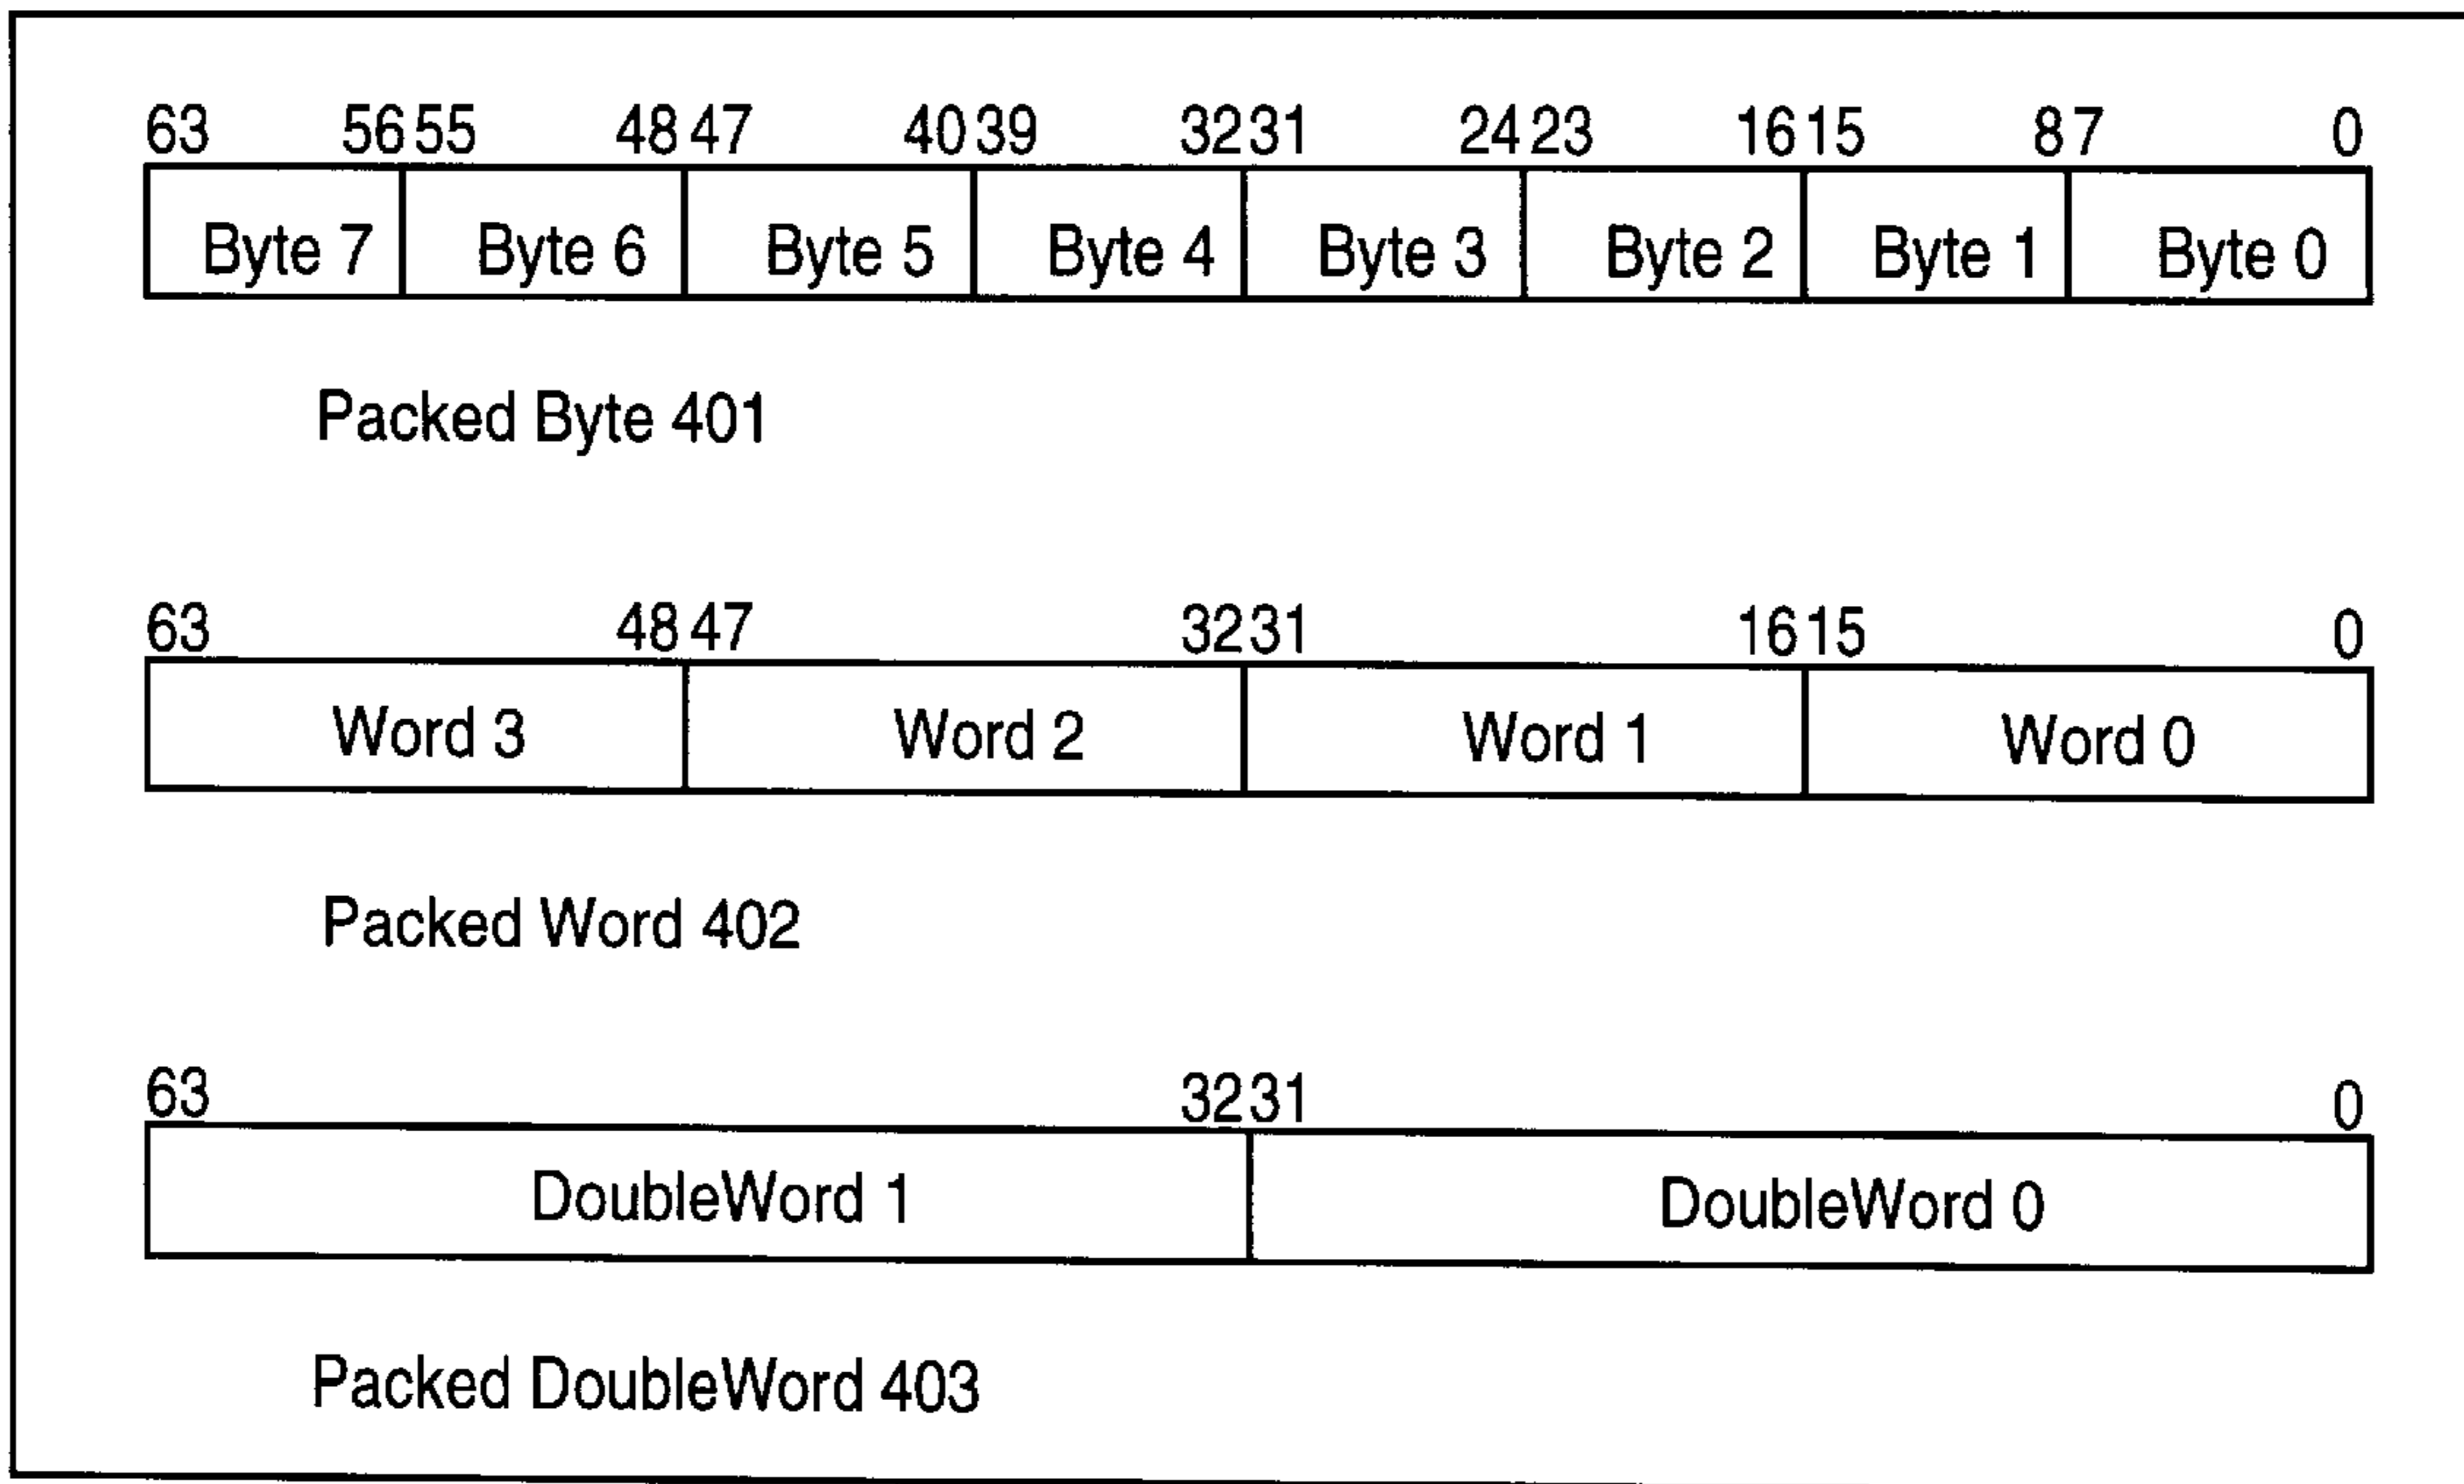 63 56 55 48 47 40 39 32 31 24 23 16 15 8 7 0
Byte 7 Byte 6 Byte 5 Byte 4 Byte 3 Byte 2 Byte 1 Byte 0
Packed Byte 401
63 48 47 32 31 16 15 0
Word 3 Word 2 Word 1 Word 0
Packed Word 402
63 32 31 0
DoubleWord 1 DoubleWord 0
Packed DoubleWord 403